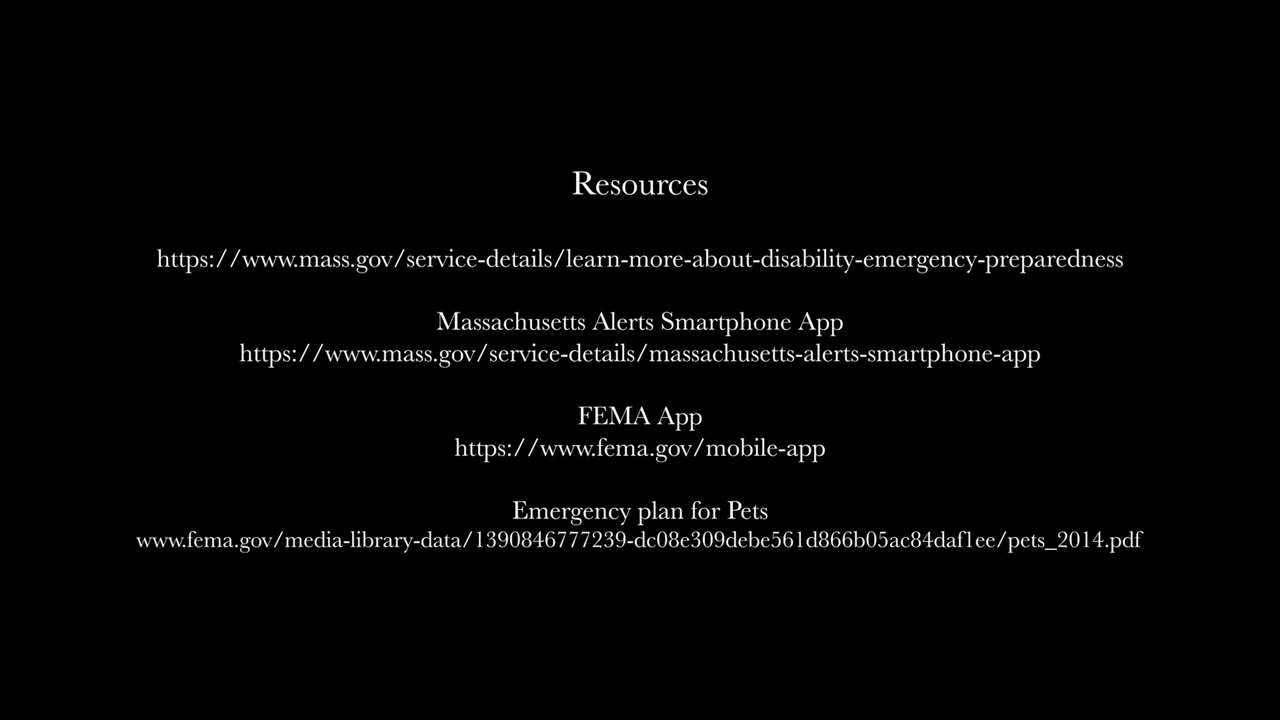 Resources
https://www.mass.gov/service-details/learn-more-about-disability-emergency-preparedness
Massachusetts Alerts Smartphone App
https://www.mass.gov/service-details/massachusetts-alerts-smartphone-app
FEMA App
https://www.fema.gov/mobile-app
Emergency plan for Pets
www.fema.gov/media-library-data/1390846777239-dc08e309debe561d866b05ac84daf1ee/pets_2014.pdf